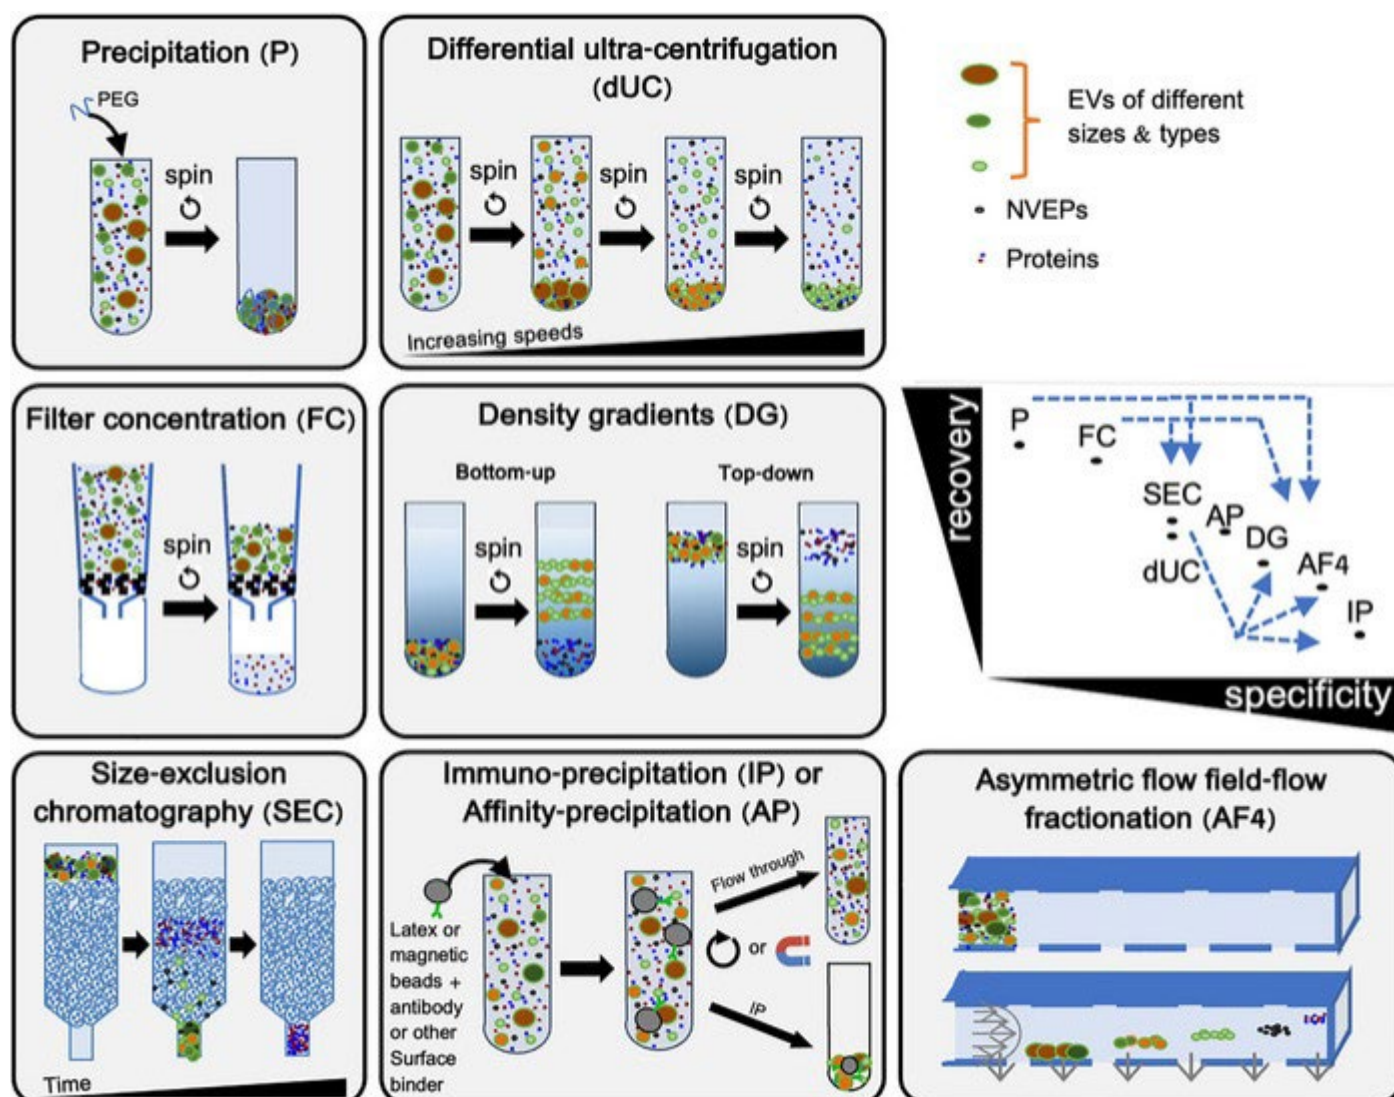 Precipitation (P)
PEG
spin
Differential ultra-centrifugation
(dUC)
spin
spin
spin
Increasing speeds
EVs of different
sizes & types
NVEPs
Proteins
Filter concentration (FC)
spin
Density gradients (DG)
Bottom-up
spin
Top-down
spin
recovery
P
FC
SEC
AP
DG
dUC
AF4
IP
specificity
Size-exclusion
chromatography (SEC)
Time
Immuno-precipitation (IP) or
Affinity-precipitation (AP)
Latex or
magnetic
beads +
antibody
or other
Surface
binder
Flow through
or
IP
Asymmetric flow field-flow
fractionation (AF4)